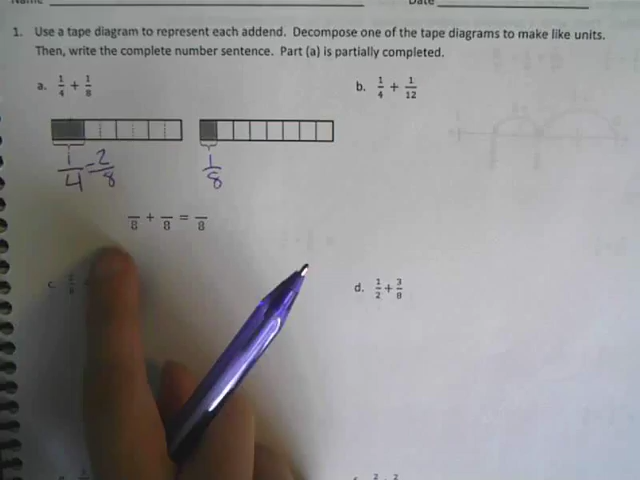 Name Date
1. Use a tape diagram to represent each addend. Decompose one of the tape diagrams to make like units.
Then, write the complete number sentence. Part (a) is partially completed.
a. 1/4 + 1/8
b. 1/4 + 1/12
1/4 = 2/8
1/8
_/8 + _/8 = _/8
c.
d. 1/2 + 3/8